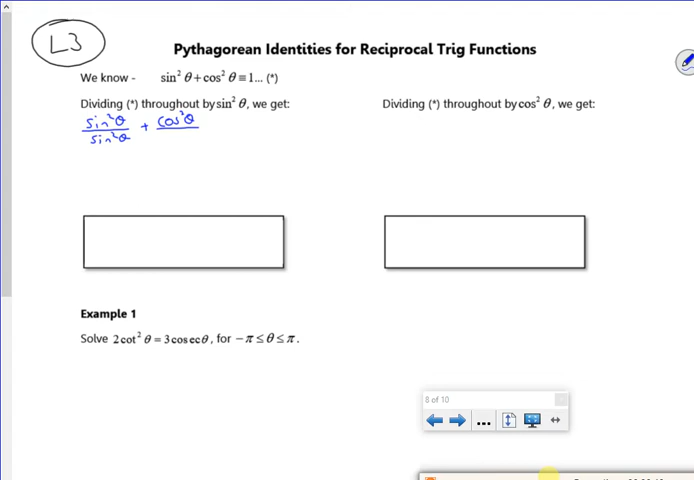 L3
Pythagorean Identities for Reciprocal Trig Functions
We know - sin² θ + cos² θ ≡ 1... (*)
Dividing (*) throughout by sin² θ, we get:
Dividing (*) throughout by cos² θ, we get:
sin²θ + cos²θ
sin²θ
Example 1
Solve 2cot² θ = 3cosecθ, for −π ≤ θ ≤ π.
8 of 10
...